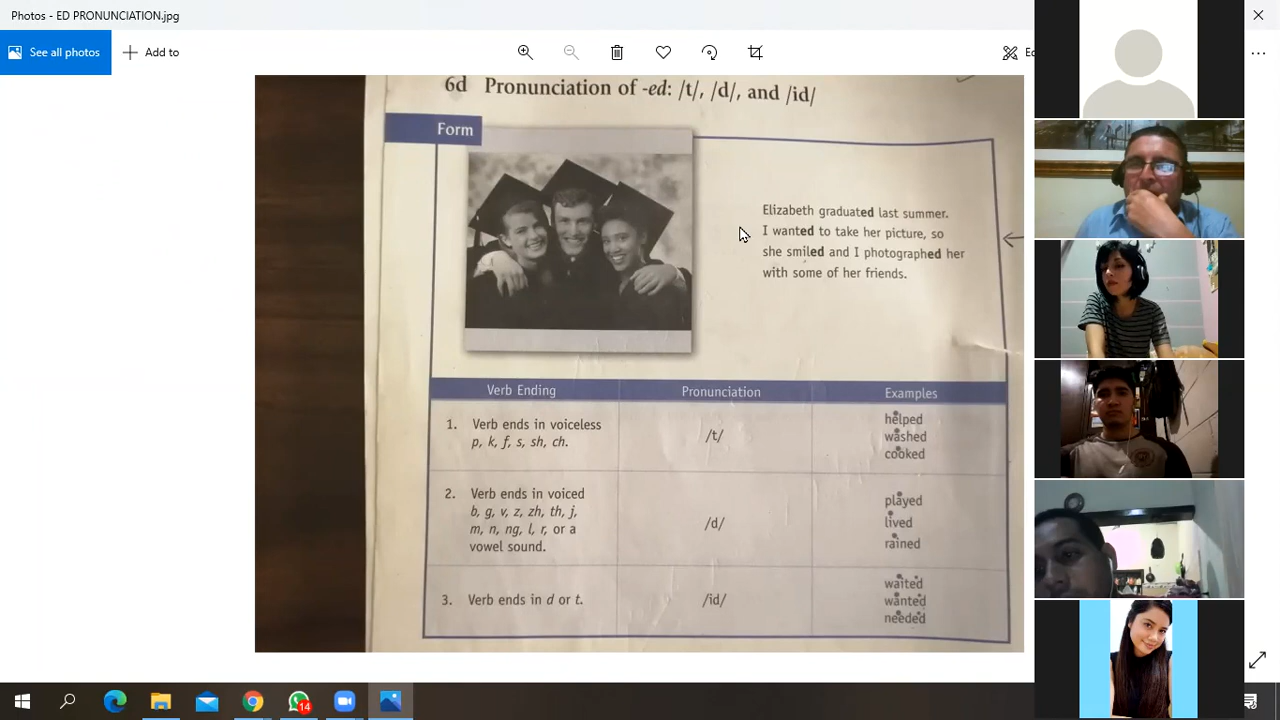 Photos - ED PRONUNCIATION.jpg
See all photos
Add to
6d Pronunciation of -ed: /t/, /d/, and /id/
Form
Elizabeth graduated last summer.
I wanted to take her picture, so
she smiled and I photographed her
with some of her friends.
Verb Ending Pronunciation Examples
1. Verb ends in voiceless
p, k, f, s, sh, ch.
/t/
helped
washed
cooked
2. Verb ends in voiced
b, g, v, z, zh, th, j,
m, n, ng, l, r, or a
vowel sound.
/d/
played
lived
rained
3. Verb ends in d or t.
/id/
waited
wanted
needed
14